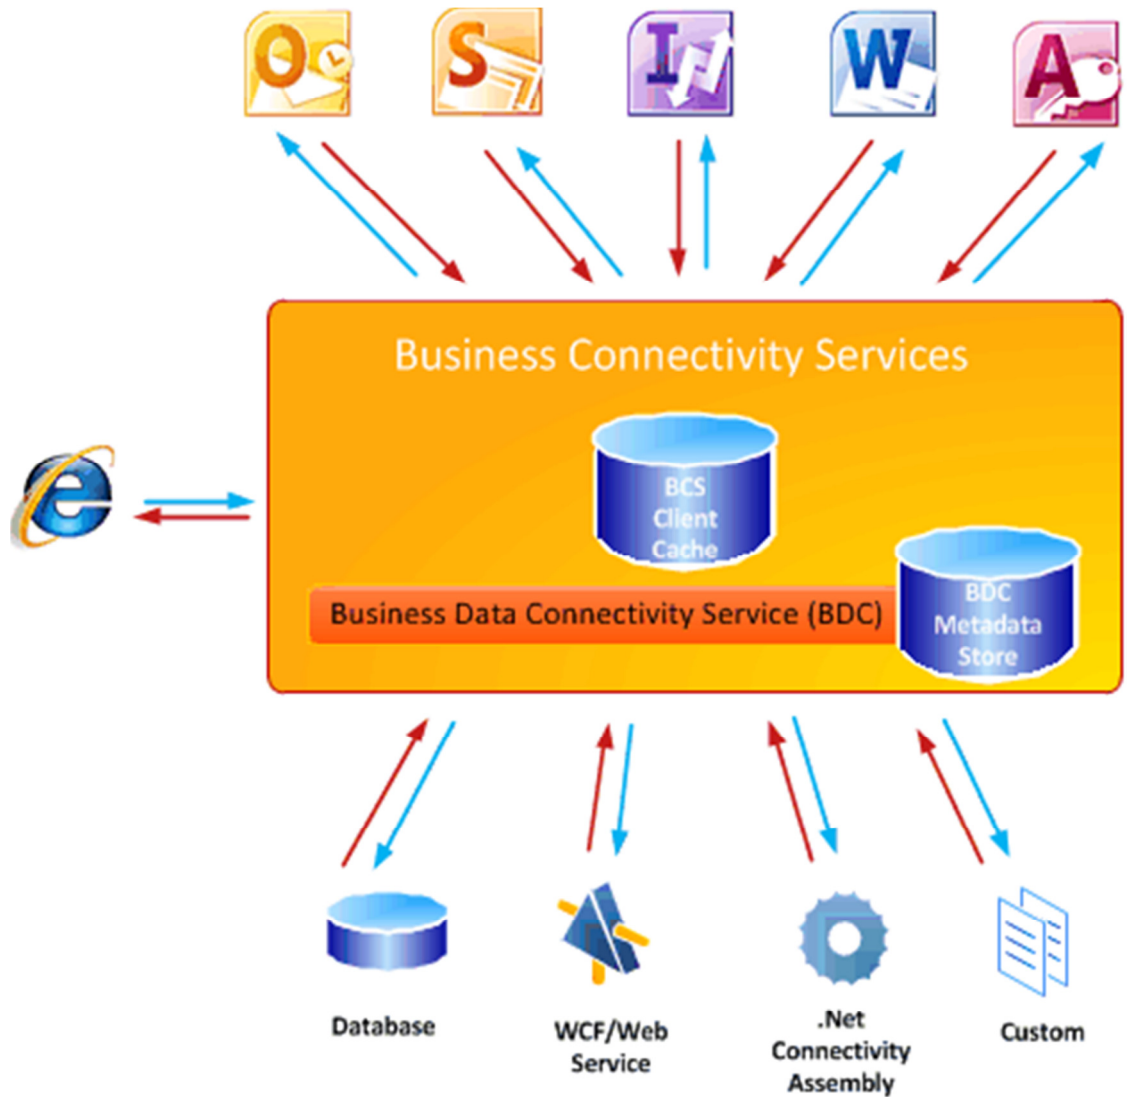 O
S
I
W
A
Business Connectivity Services
e
BCS
Client
Cache
Business Data Connectivity Service (BDC)
BDC
Metadata
Store
Database
WCF/Web
Service
.Net
Connectivity
Assembly
Custom